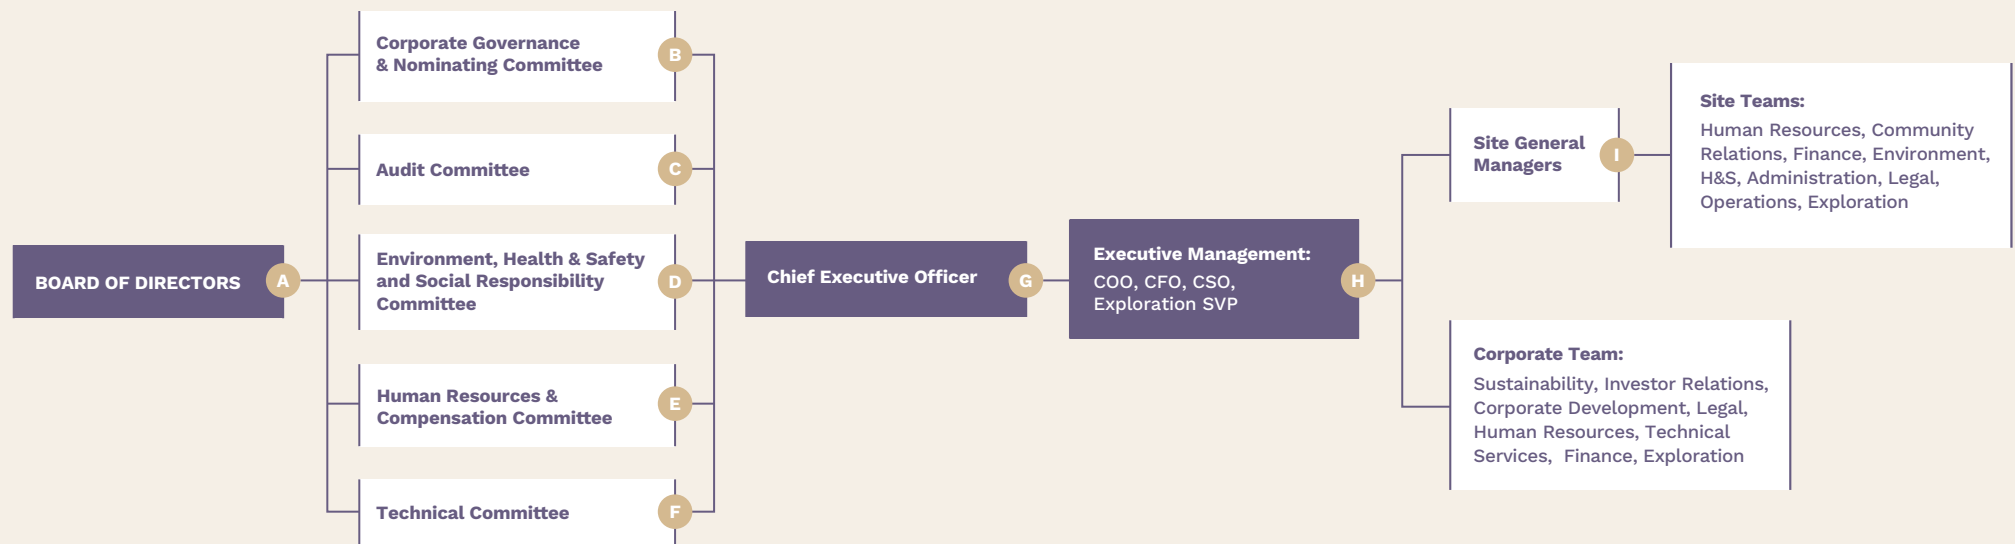 BOARD OF DIRECTORS
A
Corporate Governance
& Nominating Committee
B
Audit Committee
C
Environment, Health & Safety
and Social Responsibility
Committee
D
Human Resources &
Compensation Committee
E
Technical Committee
F
Chief Executive Officer
G
Executive Management:
COO, CFO, CSO,
Exploration SVP
H
Site General
Managers
I
Site Teams:
Human Resources, Community
Relations, Finance, Environment,
H&S, Administration, Legal,
Operations, Exploration
Corporate Team:
Sustainability, Investor Relations,
Corporate Development, Legal,
Human Resources, Technical
Services, Finance, Exploration